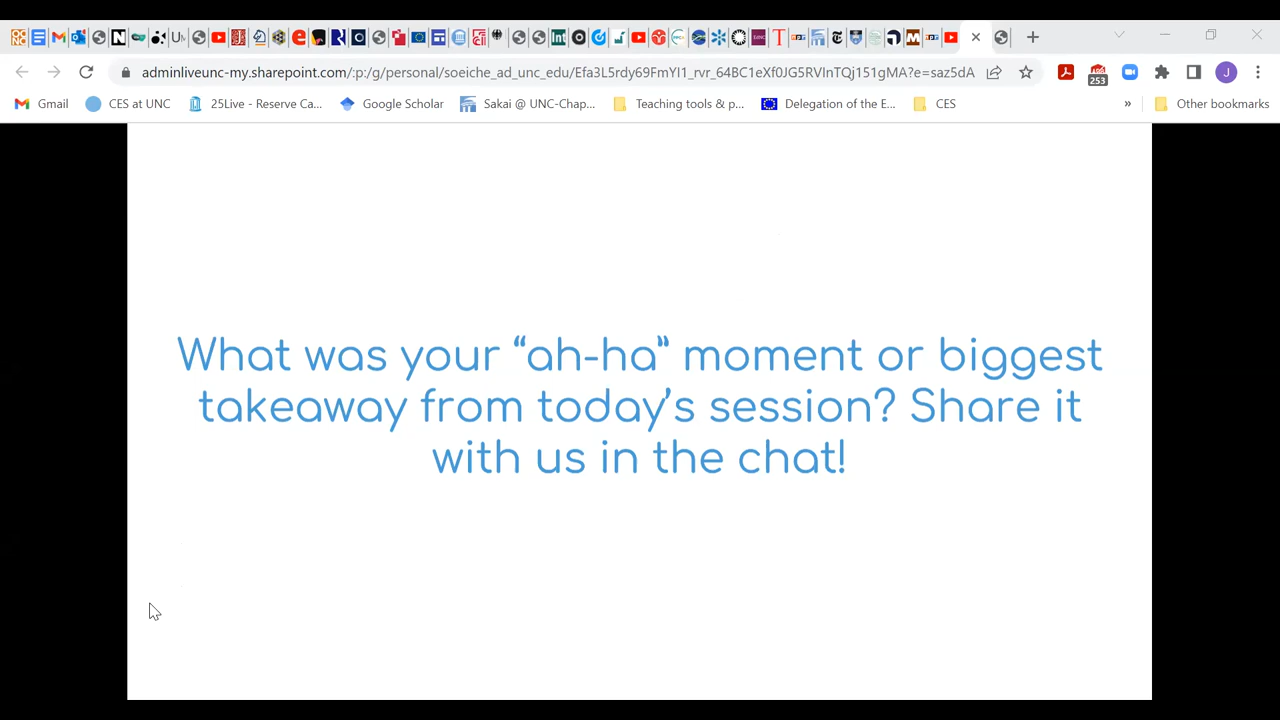 adminliveunc-my.sharepoint.com/:p:/g/personal/soeiche_ad_unc_edu/Efa3L5rdy69FmYI1_rvr_64BC1eXf0JG5RVInTQj151gMA?e=saz5dA
253
J
Gmail CES at UNC 25Live - Reserve Ca... Google Scholar Sakai @ UNC-Chap... Teaching tools & p... Delegation of the E... CES » Other bookmarks
What was your “ah-ha” moment or biggest
takeaway from today’s session? Share it
with us in the chat!